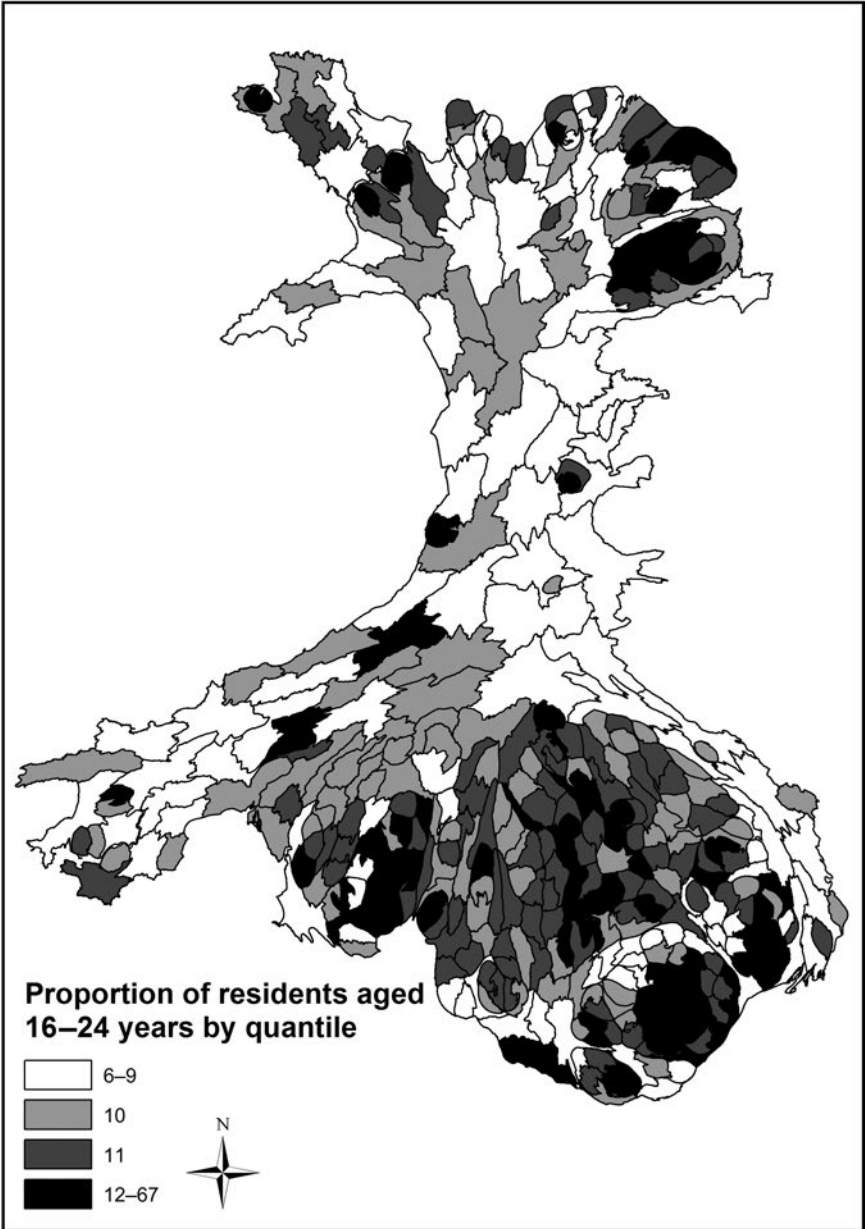 Proportion of residents aged
16–24 years by quantile
6–9
10
11
12–67
N